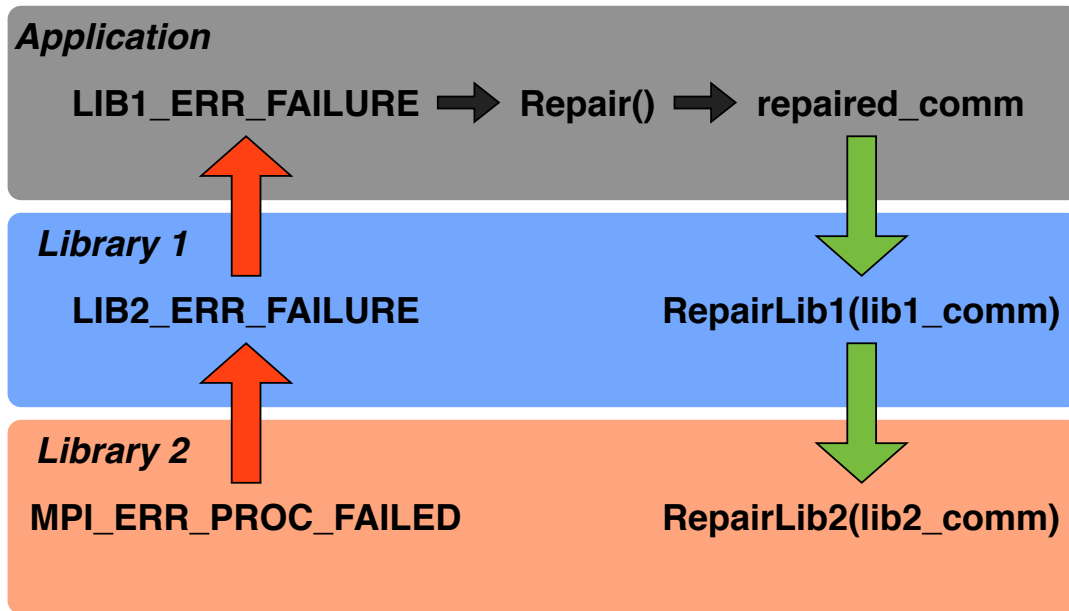 Application
LIB1_ERR_FAILURE Repair() repaired_comm
Library 1
LIB2_ERR_FAILURE RepairLib1(lib1_comm)
Library 2
MPI_ERR_PROC_FAILED RepairLib2(lib2_comm)